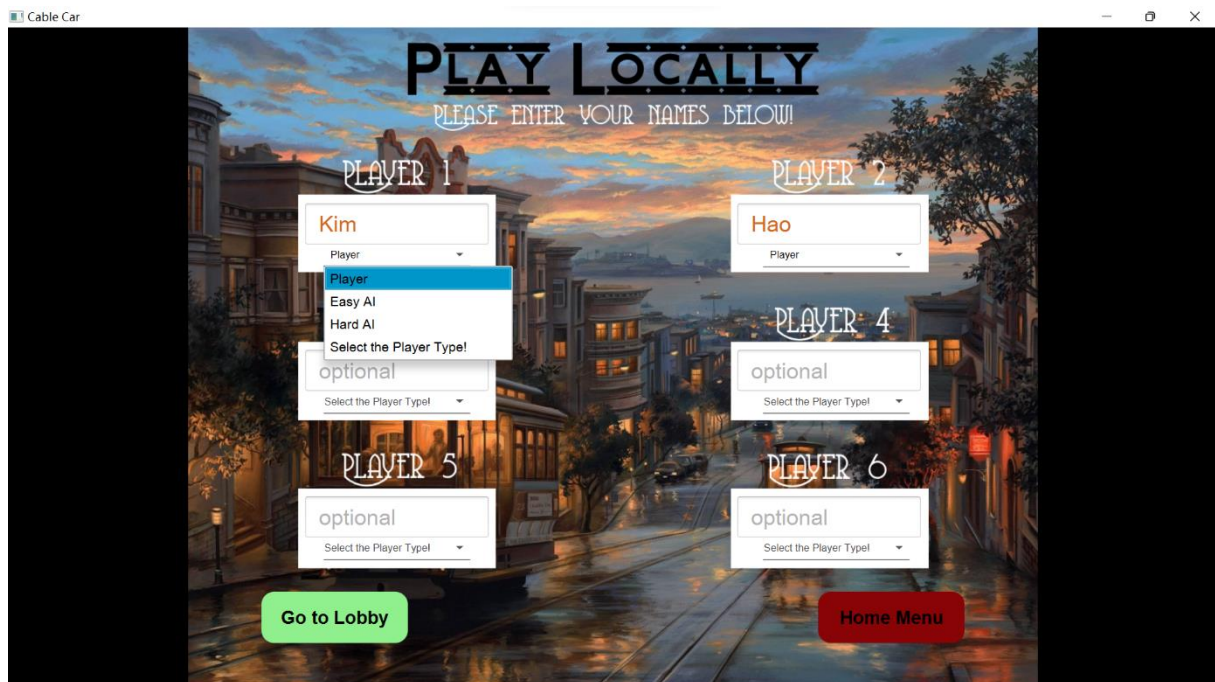 Cable Car
PLAY LOCALLY
PLEASE ENTER YOUR NAMES BELOW!
PLAYER 1
Kim
Player
Player
Easy AI
Hard AI
Select the Player Type!
optional
Select the Player Type!
PLAYER 5
optional
Select the Player Type!
Go to Lobby
PLAYER 2
Hao
Player
PLAYER 4
optional
Select the Player Type!
PLAYER 6
optional
Select the Player Type!
Home Menu